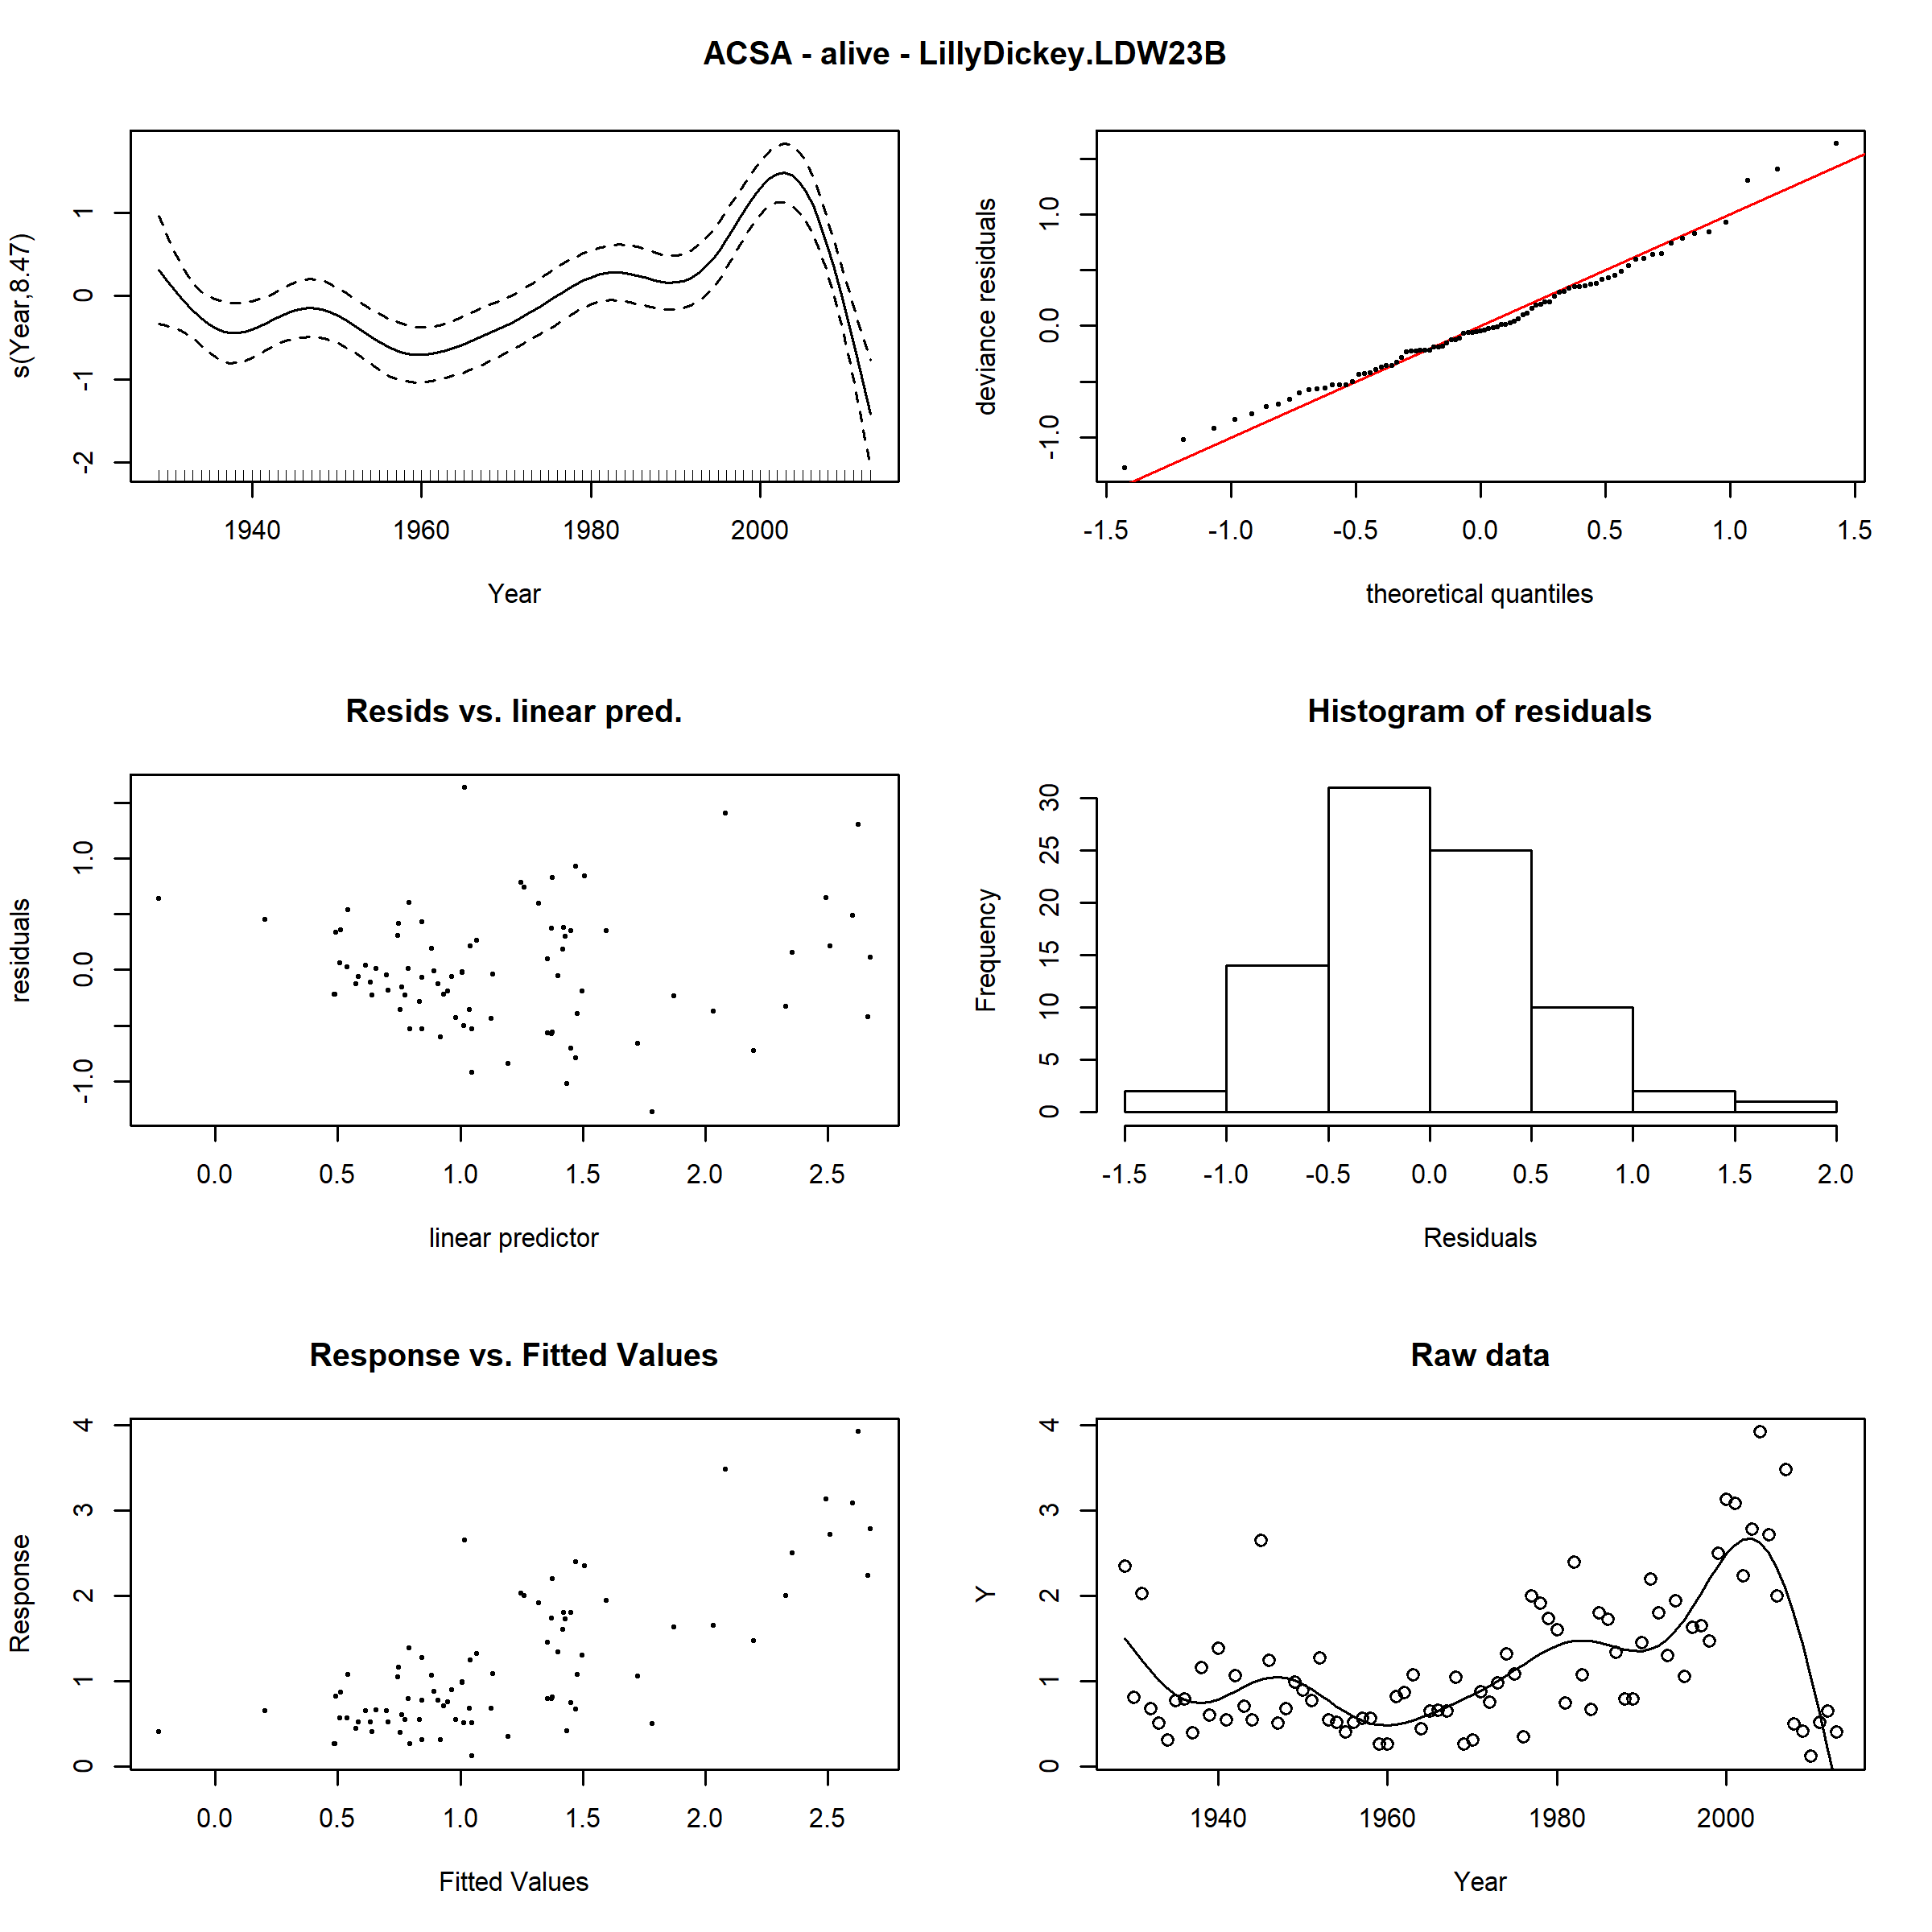 ACSA - alive - LillyDickey.LDW23B
s(Year,8.47)
1
0
-1
-2
1940 1960 1980 2000
Year
deviance residuals
1.0
0.0
-1.0
-1.5 -1.0 -0.5 0.0 0.5 1.0 1.5
theoretical quantiles
Resids vs. linear pred.
residuals
1.0
0.0
-1.0
0.0 0.5 1.0 1.5 2.0 2.5
linear predictor
Histogram of residuals
Frequency
30
25
20
15
10
5
0
-1.5 -1.0 -0.5 0.0 0.5 1.0 1.5 2.0
Residuals
Response vs. Fitted Values
Response
4
3
2
1
0
0.0 0.5 1.0 1.5 2.0 2.5
Fitted Values
Raw data
Y
4
3
2
1
0
1940 1960 1980 2000
Year